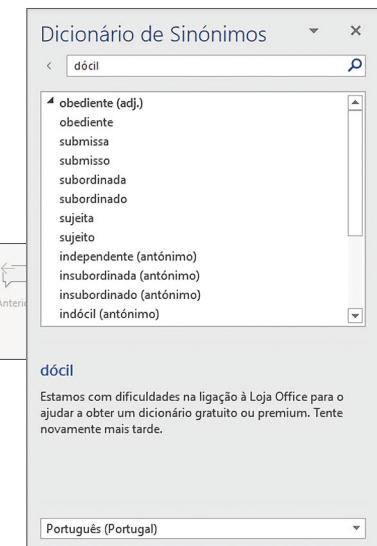 Dicionário de Sinónimos
dócil
obediente (adj.)
obediente
submissa
submisso
subordinada
subordinado
sujeita
sujeito
independente (antónimo)
insubordinada (antónimo)
insubordinado (antónimo)
indócil (antónimo)
dócil
Estamos com dificuldades na ligação à Loja Office para o
ajudar a obter um dicionário gratuito ou premium. Tente
novamente mais tarde.
Português (Portugal)